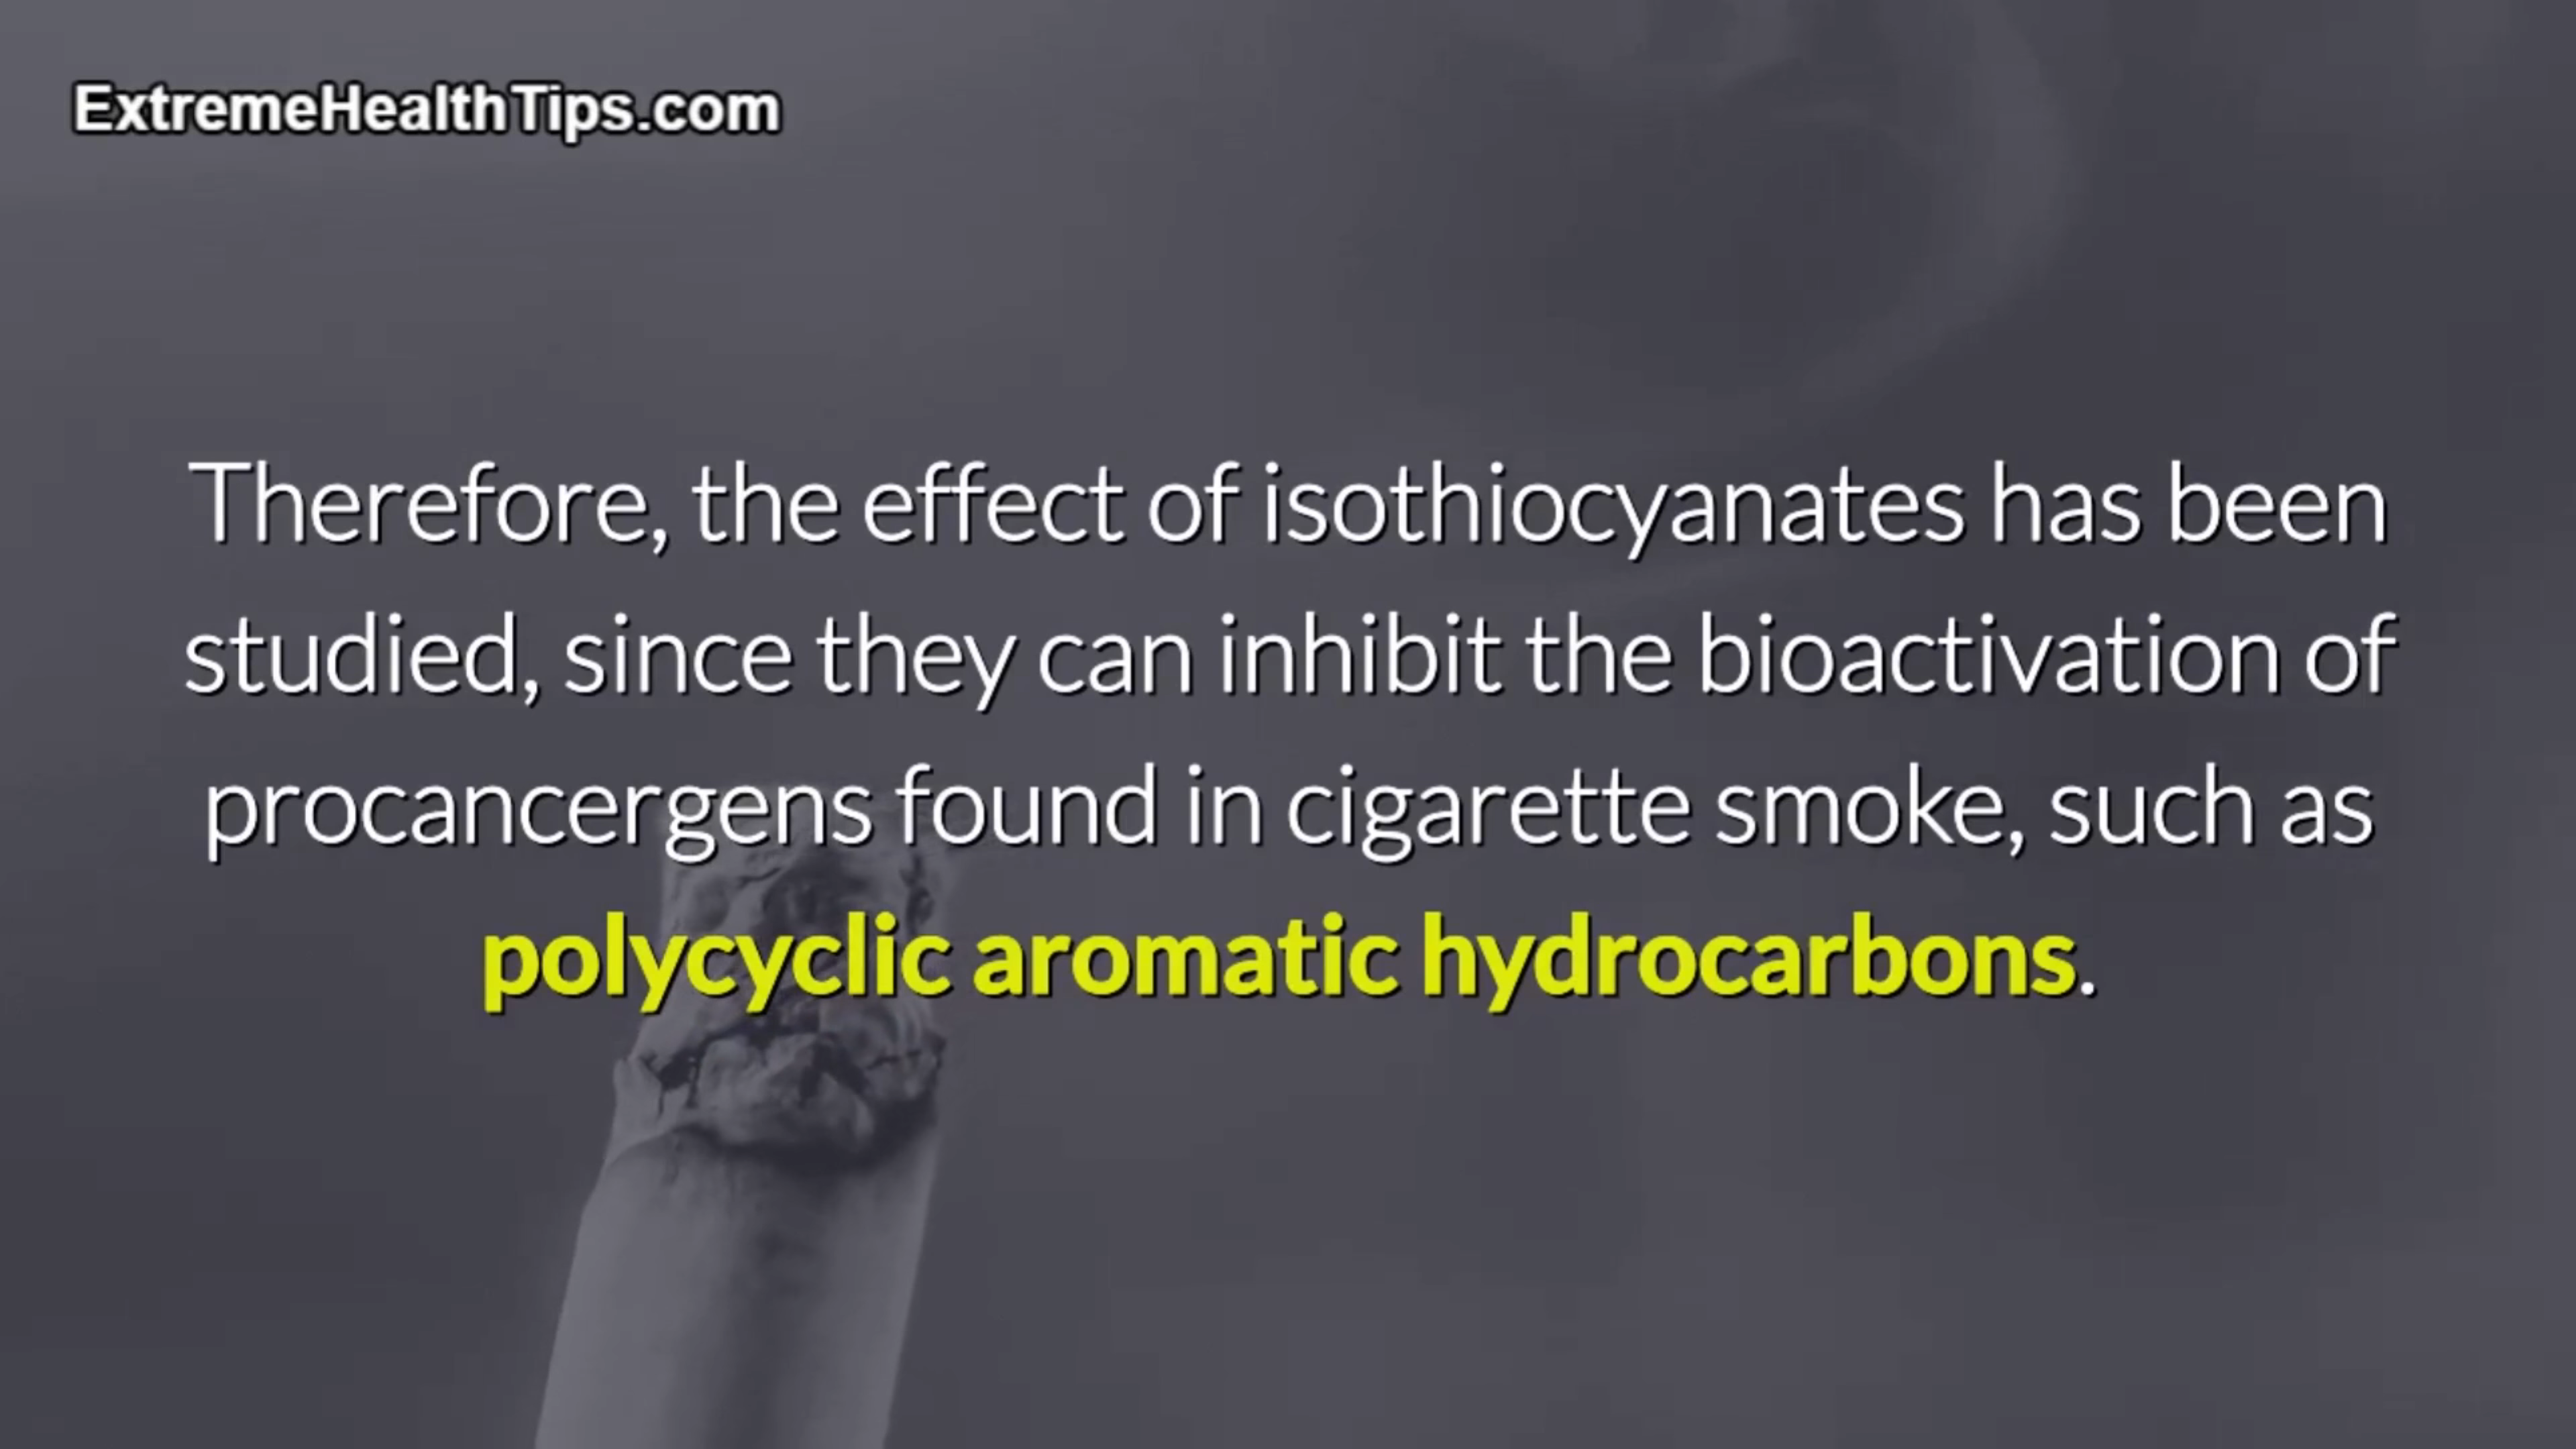 ExtremeHealthTips.com
Therefore, the effect of isothiocyanates has been
studied, since they can inhibit the bioactivation of
procancergens found in cigarette smoke, such as
polycyclic aromatic hydrocarbons.